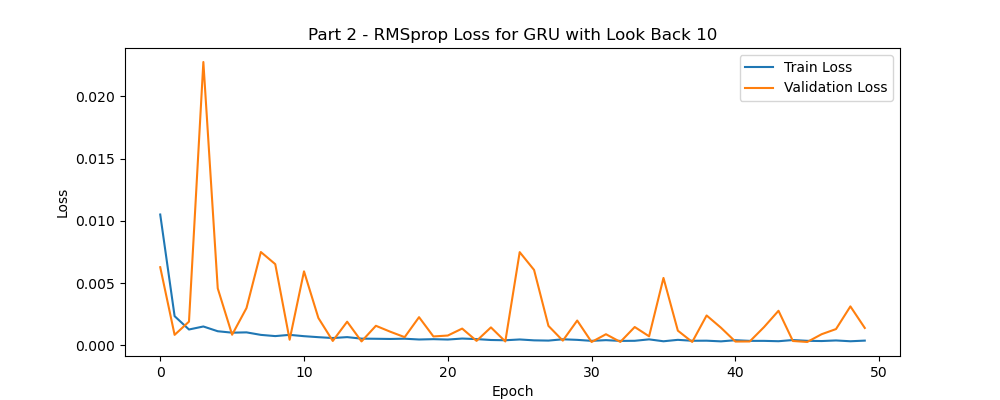 Part 2 - RMSprop Loss for GRU with Look Back 10
Train Loss
Validation Loss
0.020
0.015
0.010
0.005
0.000
Loss
0
10
20
30
40
50
Epoch